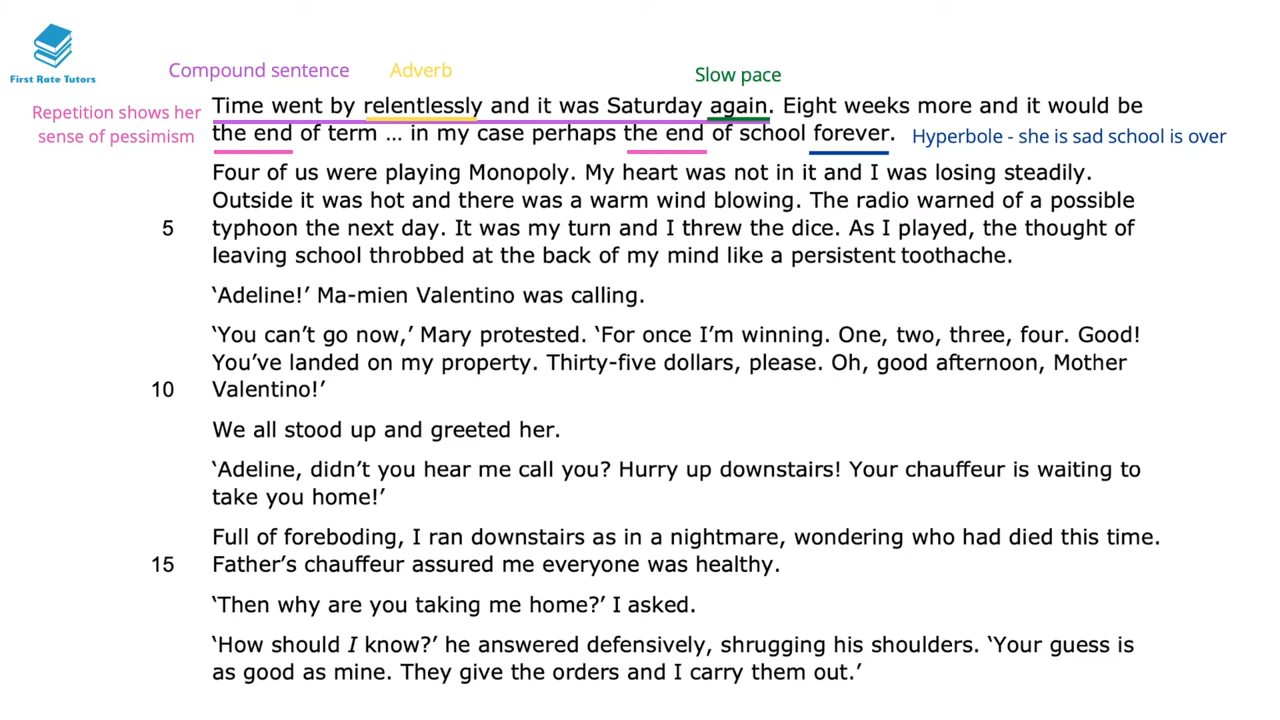 First Rate Tutors
Compound sentence
Adverb
Slow pace
Repetition shows her
sense of pessimism
Time went by relentlessly and it was Saturday again. Eight weeks more and it would be
the end of term ... in my case perhaps the end of school forever.
Hyperbole - she is sad school is over
Four of us were playing Monopoly. My heart was not in it and I was losing steadily.
Outside it was hot and there was a warm wind blowing. The radio warned of a possible
5 typhoon the next day. It was my turn and I threw the dice. As I played, the thought of
leaving school throbbed at the back of my mind like a persistent toothache.
‘Adeline!’ Ma-mien Valentino was calling.
‘You can’t go now,’ Mary protested. ‘For once I’m winning. One, two, three, four. Good!
You’ve landed on my property. Thirty-five dollars, please. Oh, good afternoon, Mother
10 Valentino!’
We all stood up and greeted her.
‘Adeline, didn’t you hear me call you? Hurry up downstairs! Your chauffeur is waiting to
take you home!’
Full of foreboding, I ran downstairs as in a nightmare, wondering who had died this time.
15 Father’s chauffeur assured me everyone was healthy.
‘Then why are you taking me home?’ I asked.
‘How should I know?’ he answered defensively, shrugging his shoulders. ‘Your guess is
as good as mine. They give the orders and I carry them out.’